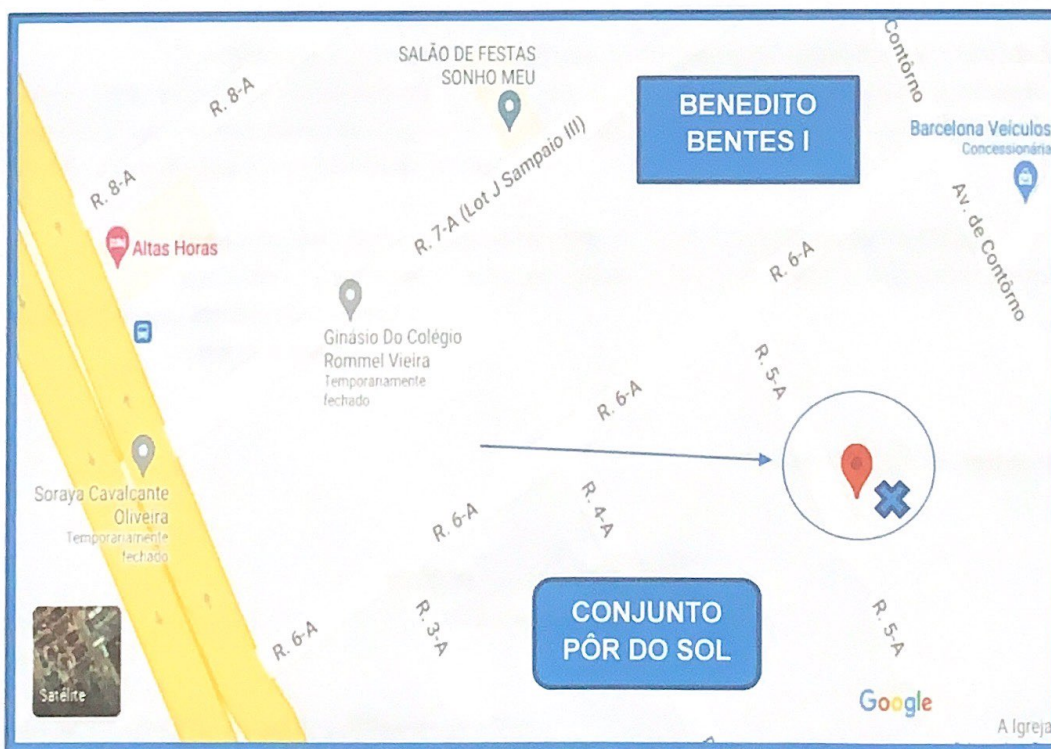 SALÃO DE FESTAS
SONHO MEU
Contôrno
R. 8-A
BENEDITO
BENTES I
Barcelona Veículos
Concessionária
R. 8-A
R. 7-A (Lot J Sampaio III)
Av. de Contôrno
Altas Horas
R. 6-A
Ginásio Do Colégio
Rommel Vieira
Temporariamente
fechado
R. 5-A
R. 6-A
Soraya Cavalcante
Oliveira
Temporariamente
fechado
R. 6-A
R. 4-A
R. 6-A
R. 3-A
CONJUNTO
PÔR DO SOL
R. 5-A
Satélite
Google
A Igreja